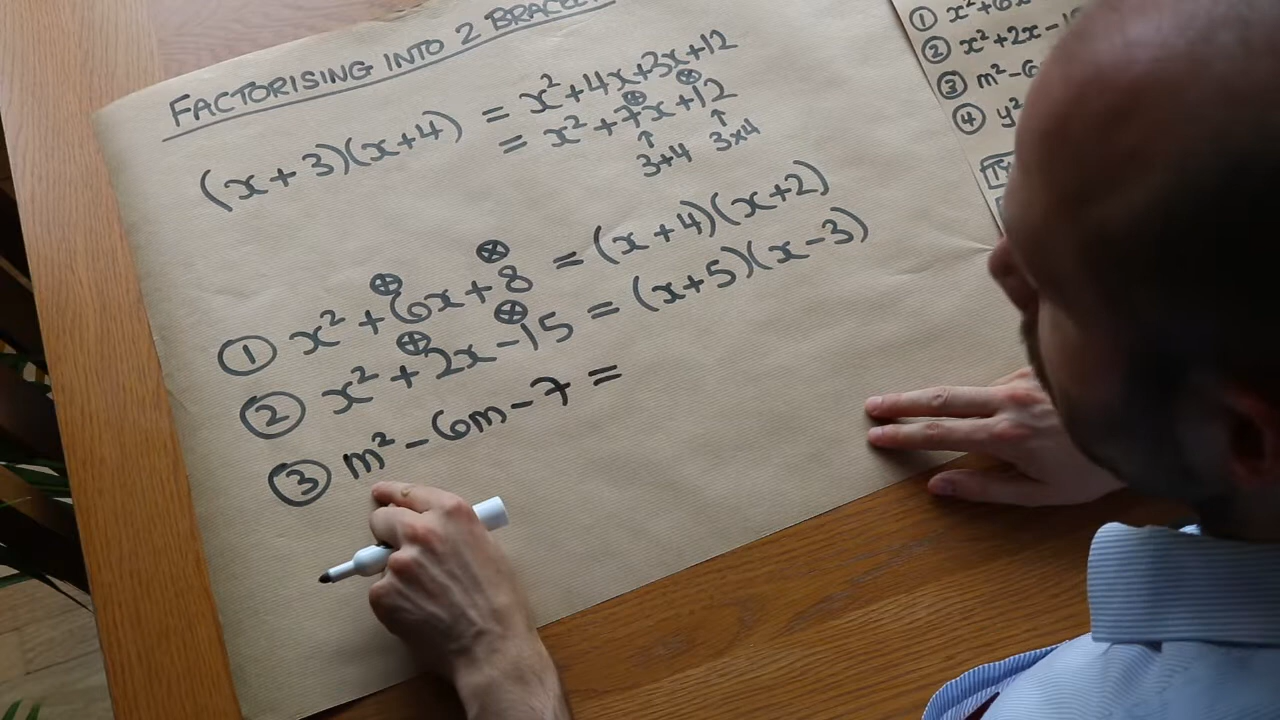 FACTORISING INTO 2
(x+3)(x+4) = x²+4x+3x+12
= x²+7x+12
⊕ ⊗
↑ ↑
3+4 3x4
⊕ ⊗
① x²+6x+8 = (x+4)(x+2)
⊕ ⊗
② x²+2x-15 = (x+5)(x-3)
③ m²-6m-7 =
① x²+6x
② x²+2x-1
③ m²-6
④ y²